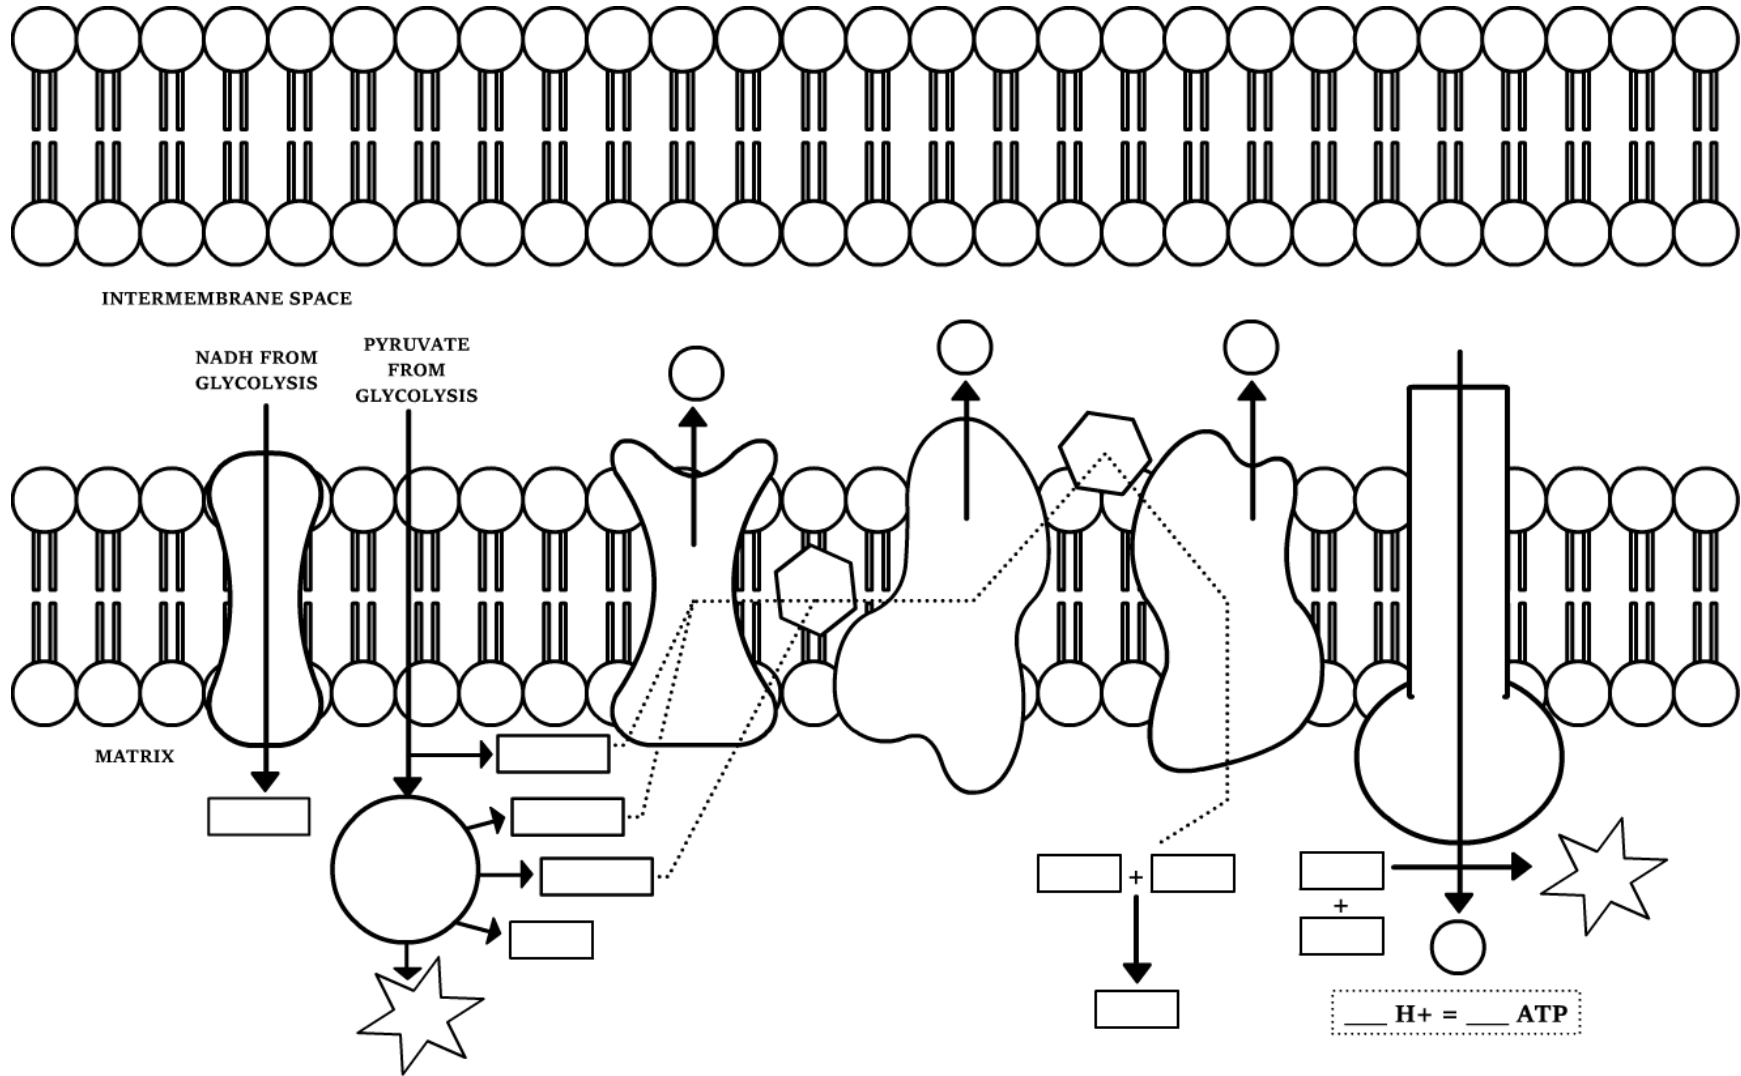 INTERMEMBRANE SPACE
NADH FROM
GLYCOLYSIS
PYRUVATE
FROM
GLYCOLYSIS
MATRIX
+
+
___ H+ = ___ ATP